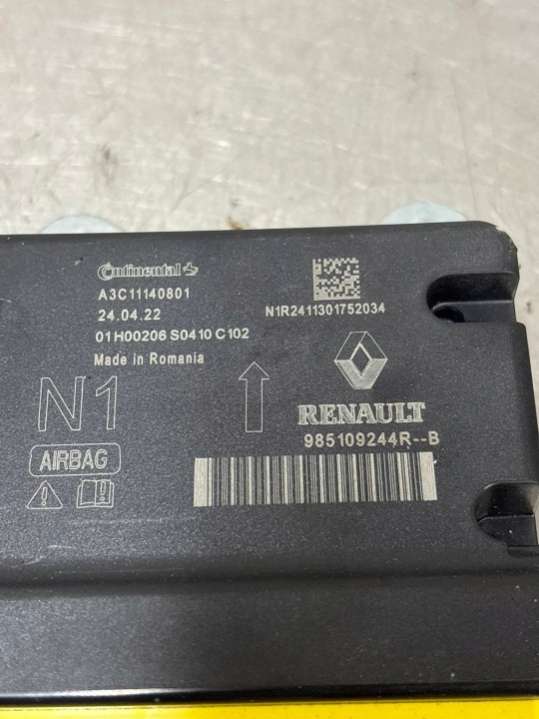 Continental
A3C11140801
24.04.22
01H00206 S0410 C102
Made in Romania
N1R2411301752034
N1
AIRBAG
RENAULT
985109244R--B